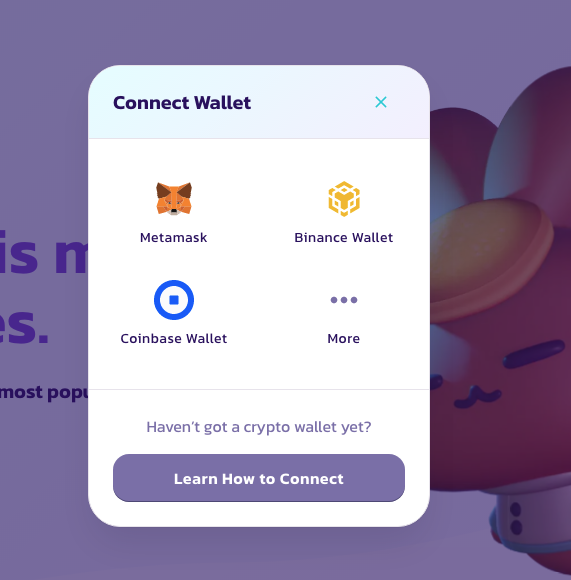 Connect Wallet
Metamask
Binance Wallet
Coinbase Wallet
More
is
es.
most
Haven't got a crypto wallet yet?
Learn How to Connect